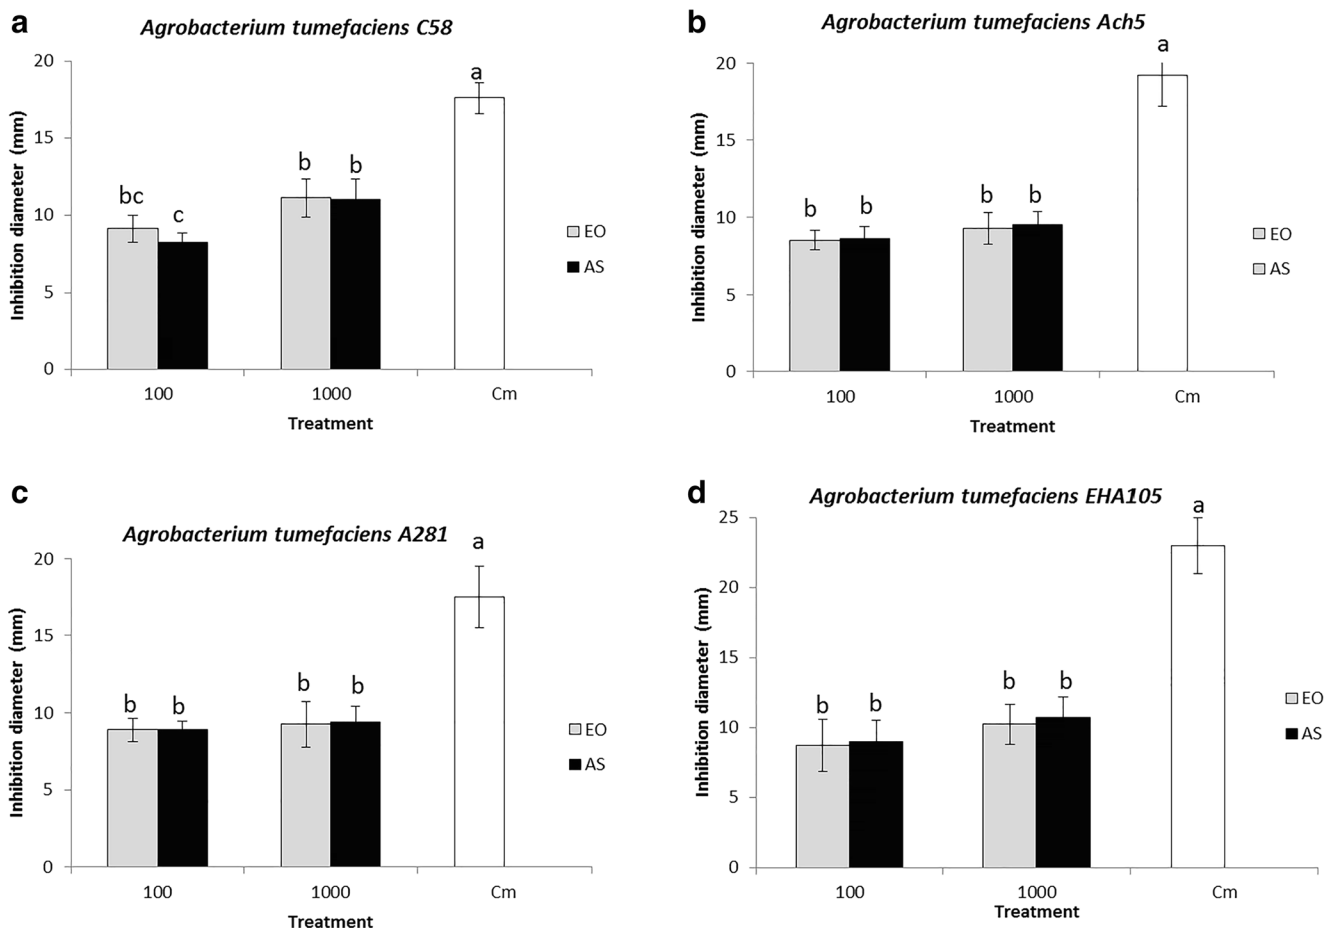 a
Agrobacterium tumefaciens C58
Inhibition diameter (mm)
20
15
10
5
0
bc
c
b
b
a
EO
AS
100
1000
Cm
Treatment
b
Agrobacterium tumefaciens Ach5
Inhibition diameter (mm)
20
15
10
5
0
b
b
b
b
a
EO
AS
100
1000
Cm
Treatment
c
Agrobacterium tumefaciens A281
Inhibition diameter (mm)
20
15
10
5
0
b
b
b
b
a
EO
AS
100
1000
Cm
Treatment
d
Agrobacterium tumefaciens EHA105
Inhibition diameter (mm)
25
20
15
10
5
0
b
b
b
b
a
EO
AS
100
1000
Cm
Treatment